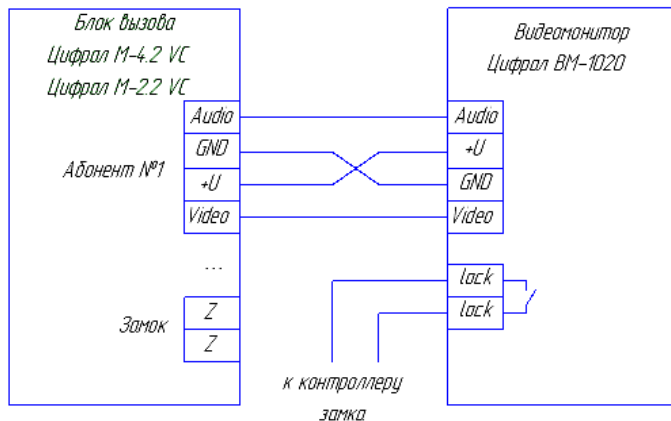 Блок вызова
Цифрал М-4.2 VC
Цифрал М-2.2 VC
Видеомонитор
Цифрал ВМ-1020
Абонент №1
Audio
GND
+U
Video
Audio
+U
GND
Video
...
Замок
Z
Z
lock
lock
к контроллеру
замка